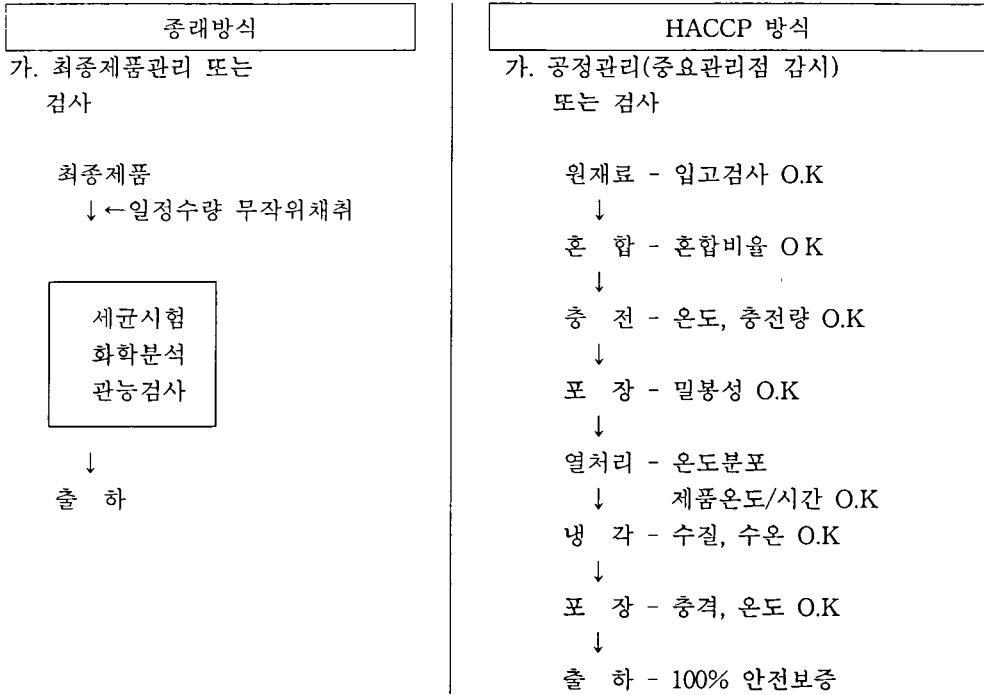 종래방식
가. 최종제품관리 또는
검사
최종제품
↓←일정수량 무작위채취
세균시험
화학분석
관능검사
↓
출 하
HACCP 방식
가. 공정관리(중요관리점 감시)
또는 검사
원재료 - 입고검사 O.K
↓
혼 합 - 혼합비율 O K
↓
충 전 - 온도, 충전량 O.K
↓
포 장 - 밀봉성 O.K
↓
열처리 - 온도분포
↓ 제품온도/시간 O.K
냉 각 - 수질, 수온 O.K
↓
포 장 - 충격, 온도 O.K
↓
출 하 - 100% 안전보증